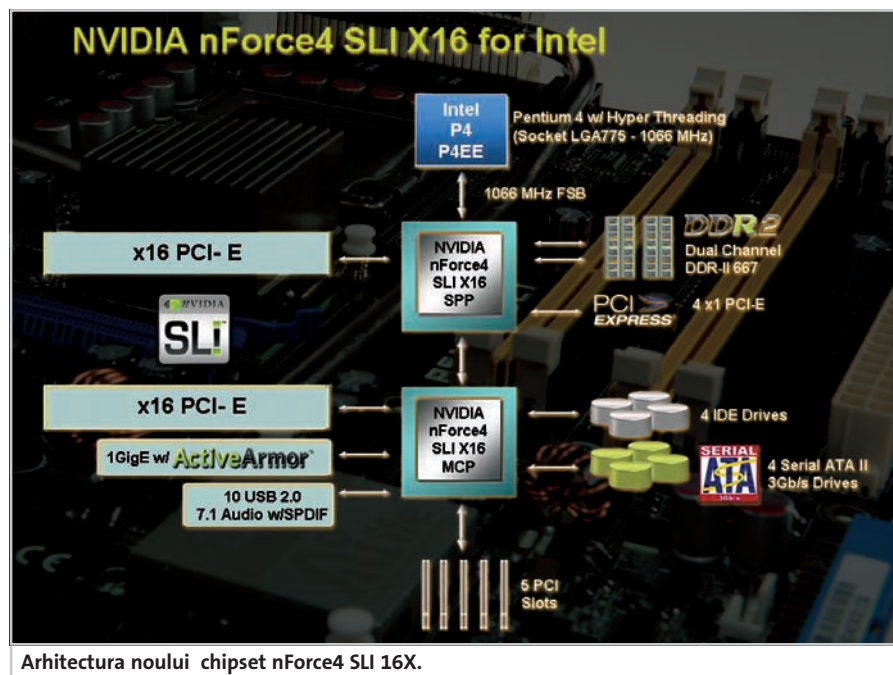 NVIDIA nForce4 SLI X16 for Intel
Intel
P4
P4EE
Pentium 4 w/ Hyper Threading
(Socket LGA775 - 1066 MHz)
1066 MHz FSB
x16 PCI- E
NVIDIA
nForce4
SLI X16
SPP
DDR2
Dual Channel
DDR-II 667
PCI
EXPRESS
4 x1 PCI-E
NVIDIA
SLI
x16 PCI- E
NVIDIA
nForce4
SLI X16
MCP
4 IDE Drives
1GigE w/ ActiveArmor™
SERIAL
ATA
3Gb/s
4 Serial ATA II
3Gb/s Drives
10 USB 2.0
7.1 Audio w/SPDIF
5 PCI
Slots
Arhitectura noului chipset nForce4 SLI 16X.